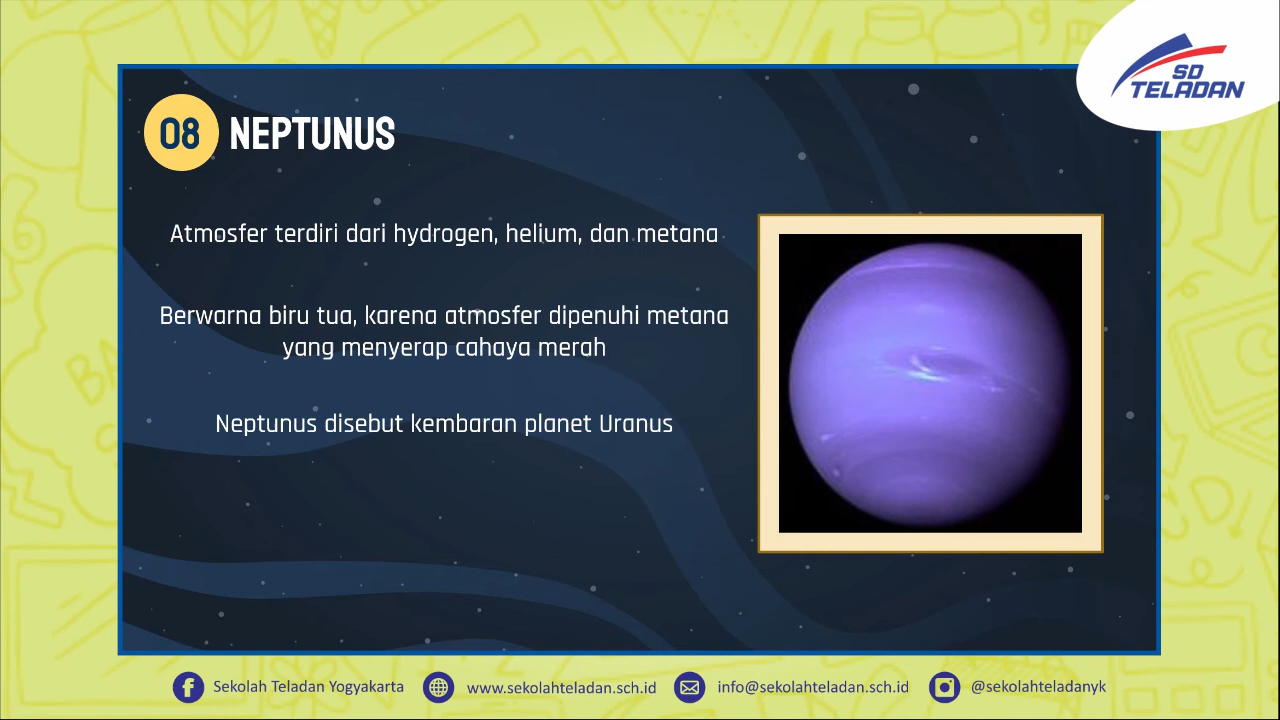 SD
TELADAN
08 NEPTUNUS
Atmosfer terdiri dari hydrogen, helium, dan metana
Berwarna biru tua, karena atmosfer dipenuhi metana
yang menyerap cahaya merah
Neptunus disebut kembaran planet Uranus
Sekolah Teladan Yogyakarta
www.sekolahteladan.sch.id
info@sekolahteladan.sch.id
@sekolahteladanyk